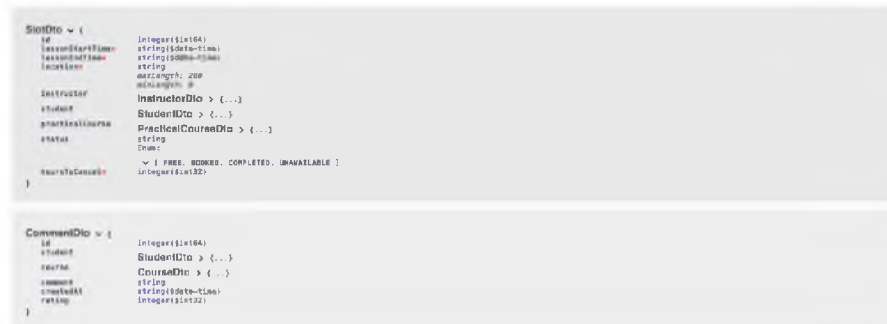 SlotDto ⌄ {
id integer($int64)
lessonStartTime* string($date-time)
lessonEndTime* string($date-time)
location* string
maxLength: 200
minLength: 0
instructor InstructorDto > {...}
student StudentDto > {...}
practicalCourse PracticalCourseDto > {...}
status string
Enum:
⌄ [ FREE, BOOKED, COMPLETED, UNAVAILABLE ]
hoursToCancel* integer($int32)
}
CommentDto ⌄ {
id integer($int64)
student StudentDto > {...}
course CourseDto > {...}
comment string
createdAt string($date-time)
rating integer($int32)
}